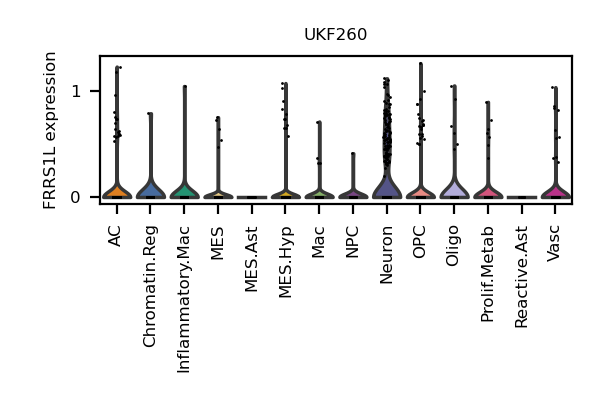 UKF260
FRRS1L expression
1
0
AC
Chromatin.Reg
Inflammatory.Mac
MES
MES.Ast
MES.Hyp
Mac
NPC
Neuron
OPC
Oligo
Prolif.Metab
Reactive.Ast
Vasc